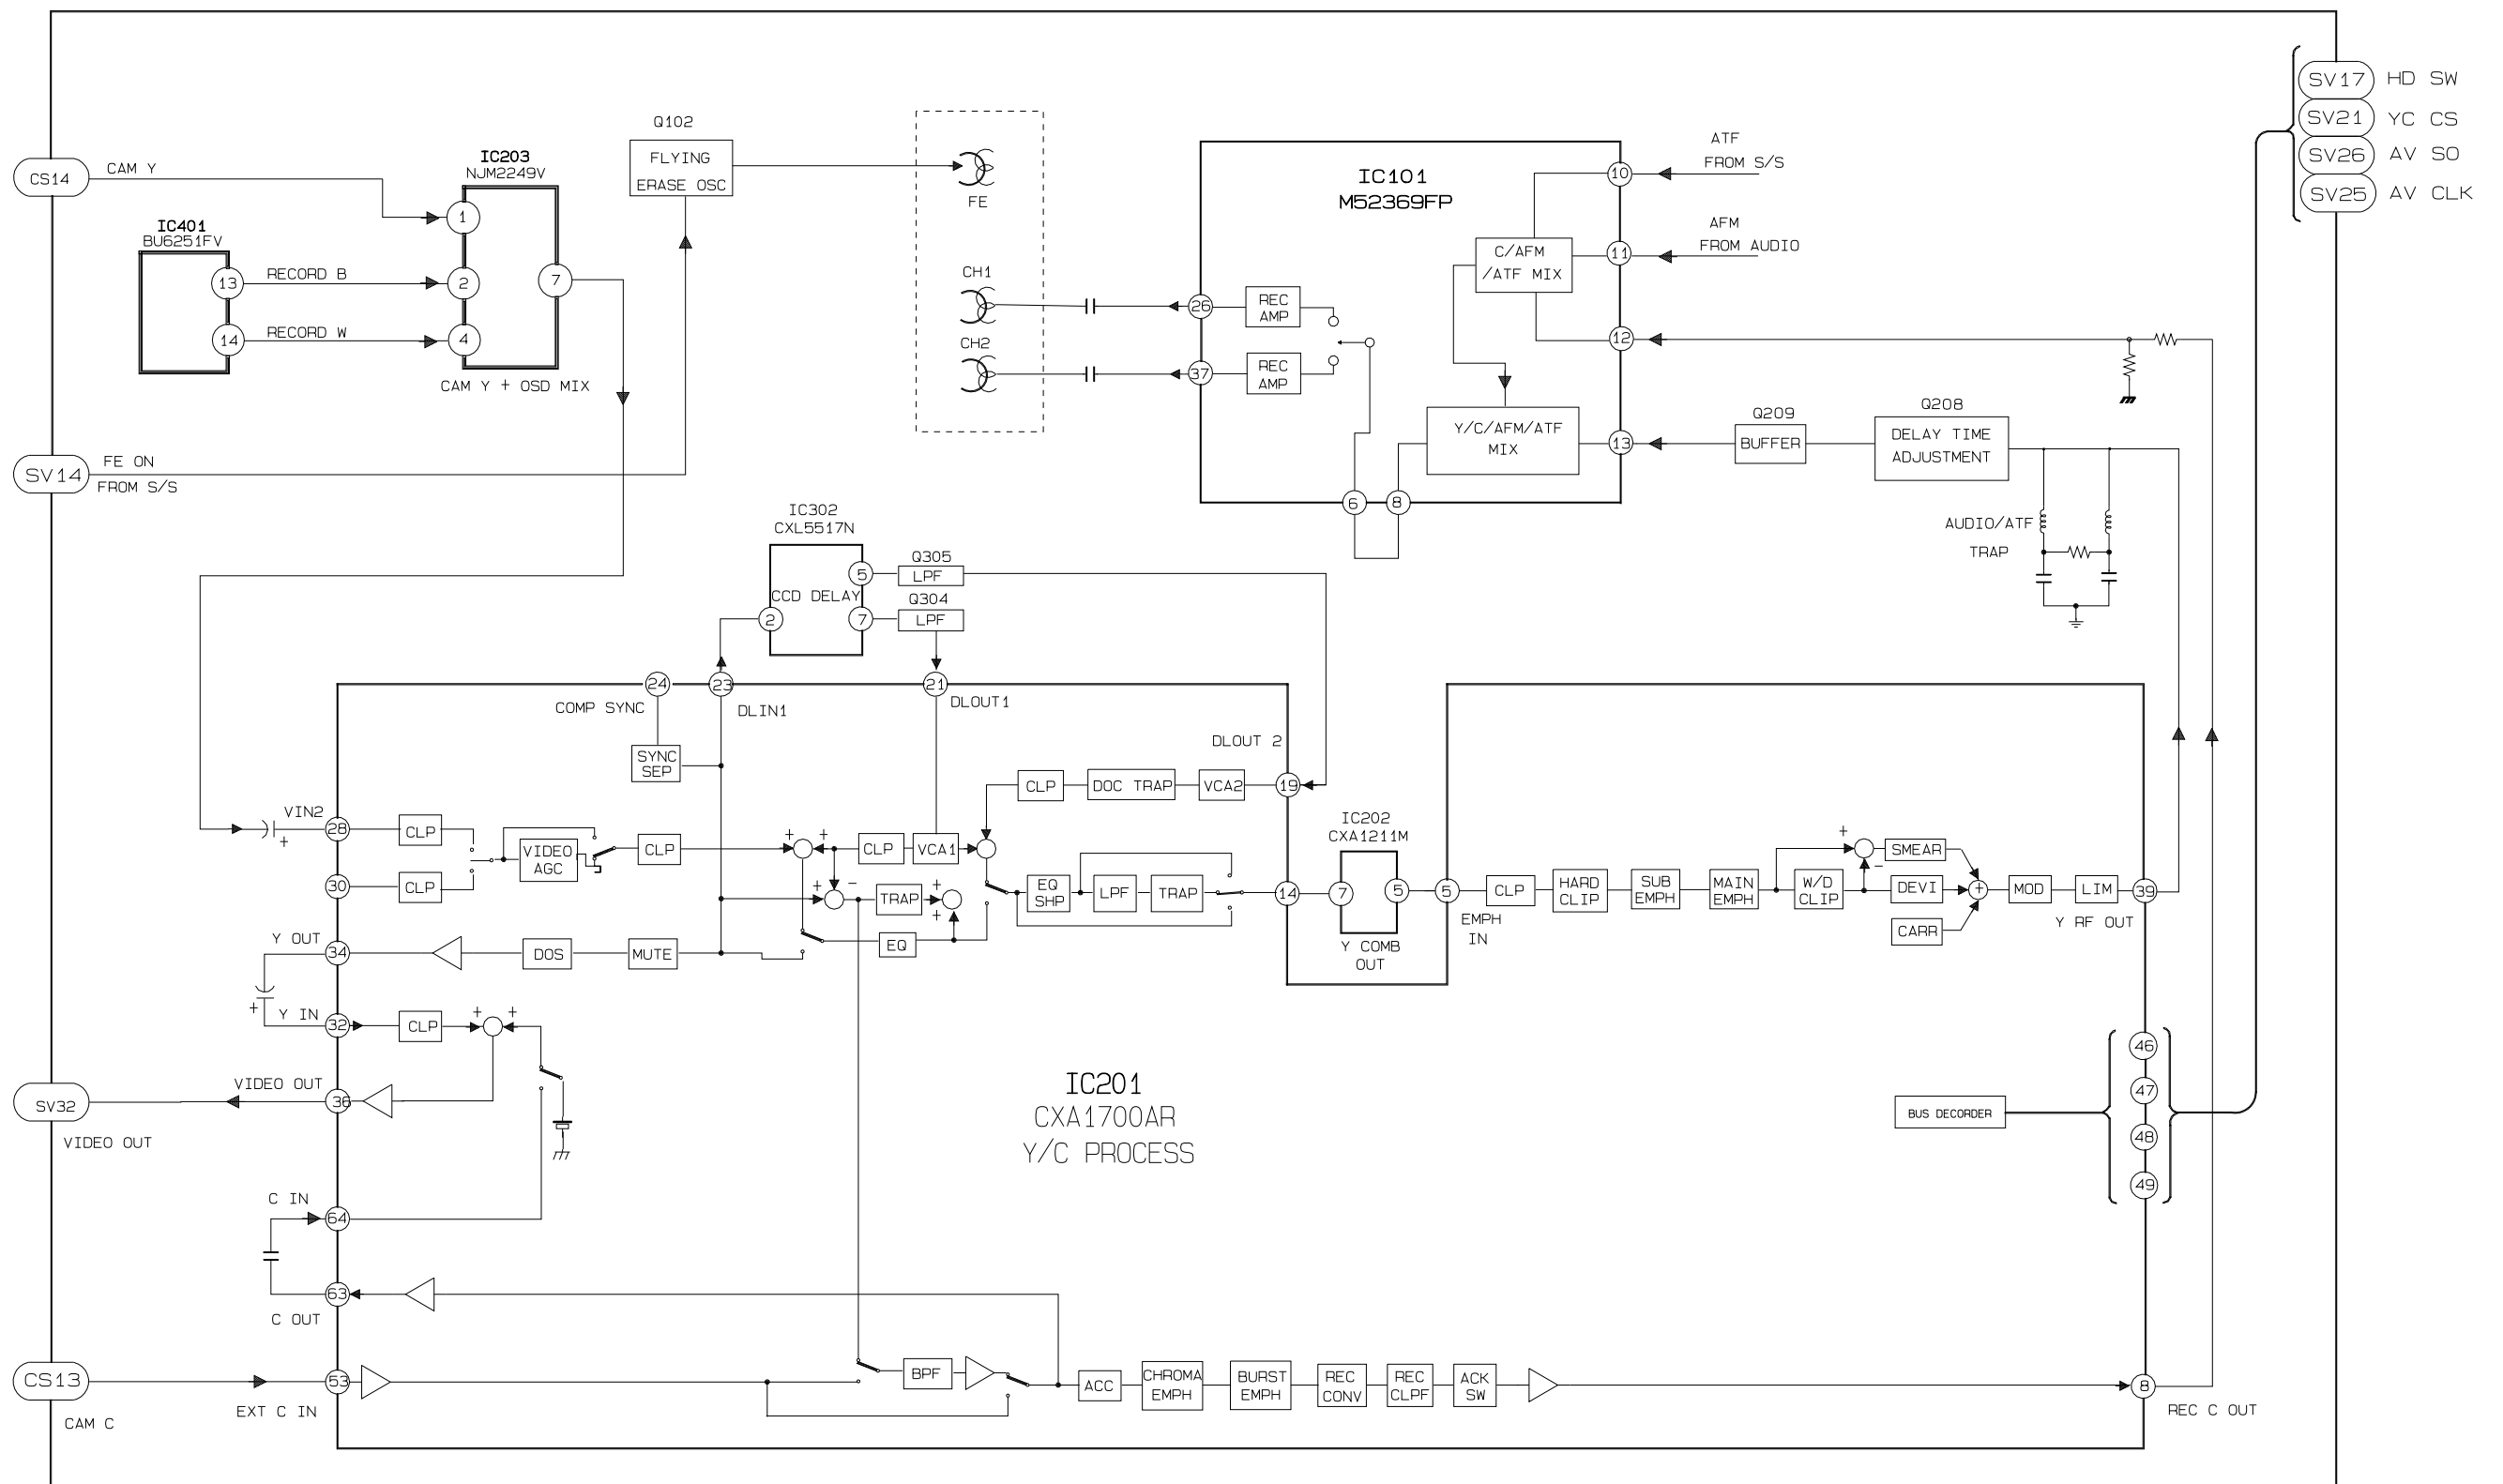 SV17 HD SW
SV21 YC CS
SV26 AV SO
SV25 AV CLK
CS14
CAM Y
IC401
BU6251FV
13
RECORD B
14
RECORD W
IC203
NJM2249V
1
2
4
7
CAM Y + OSD MIX
Q102
FLYING
ERASE OSC
FE
CH1
CH2
SV14
FE ON
FROM S/S
IC101
M52369FP
26
REC
AMP
37
REC
AMP
C/AFM
/ATF MIX
Y/C/AFM/ATF
MIX
10
11
12
13
6
8
ATF
FROM S/S
AFM
FROM AUDIO
Q209
BUFFER
Q208
DELAY TIME
ADJUSTMENT
AUDIO/ATF
TRAP
IC302
CXL5517N
CCD DELAY
2
5
7
Q305
LPF
Q304
LPF
24
COMP SYNC
23
DLIN1
21
DLOUT1
DLOUT 2
19
SYNC
SEP
CLP
DOC TRAP
VCA2
VIN2
+
28
CLP
30
CLP
VIDEO
AGC
CLP
+
+
CLP
VCA1
+
−
TRAP
+
+
EQ
EQ
SHP
LPF
TRAP
14
IC202
CXA1211M
7
5
Y COMB
OUT
5
EMPH
IN
CLP
HARD
CLIP
SUB
EMPH
MAIN
EMPH
W/D
CLIP
+
−
SMEAR
DEVI
CARR
+
MOD
LIM
39
Y RF OUT
Y OUT
34
DOS
MUTE
+
Y IN
32
CLP
+
+
VIDEO OUT
36
SV32
VIDEO OUT
IC201
CXA1700AR
Y/C PROCESS
BUS DECORDER
46
47
48
49
C IN
64
63
C OUT
CS13
CAM C
EXT C IN
53
BPF
ACC
CHROMA
EMPH
BURST
EMPH
REC
CONV
REC
CLPF
ACK
SW
8
REC C OUT